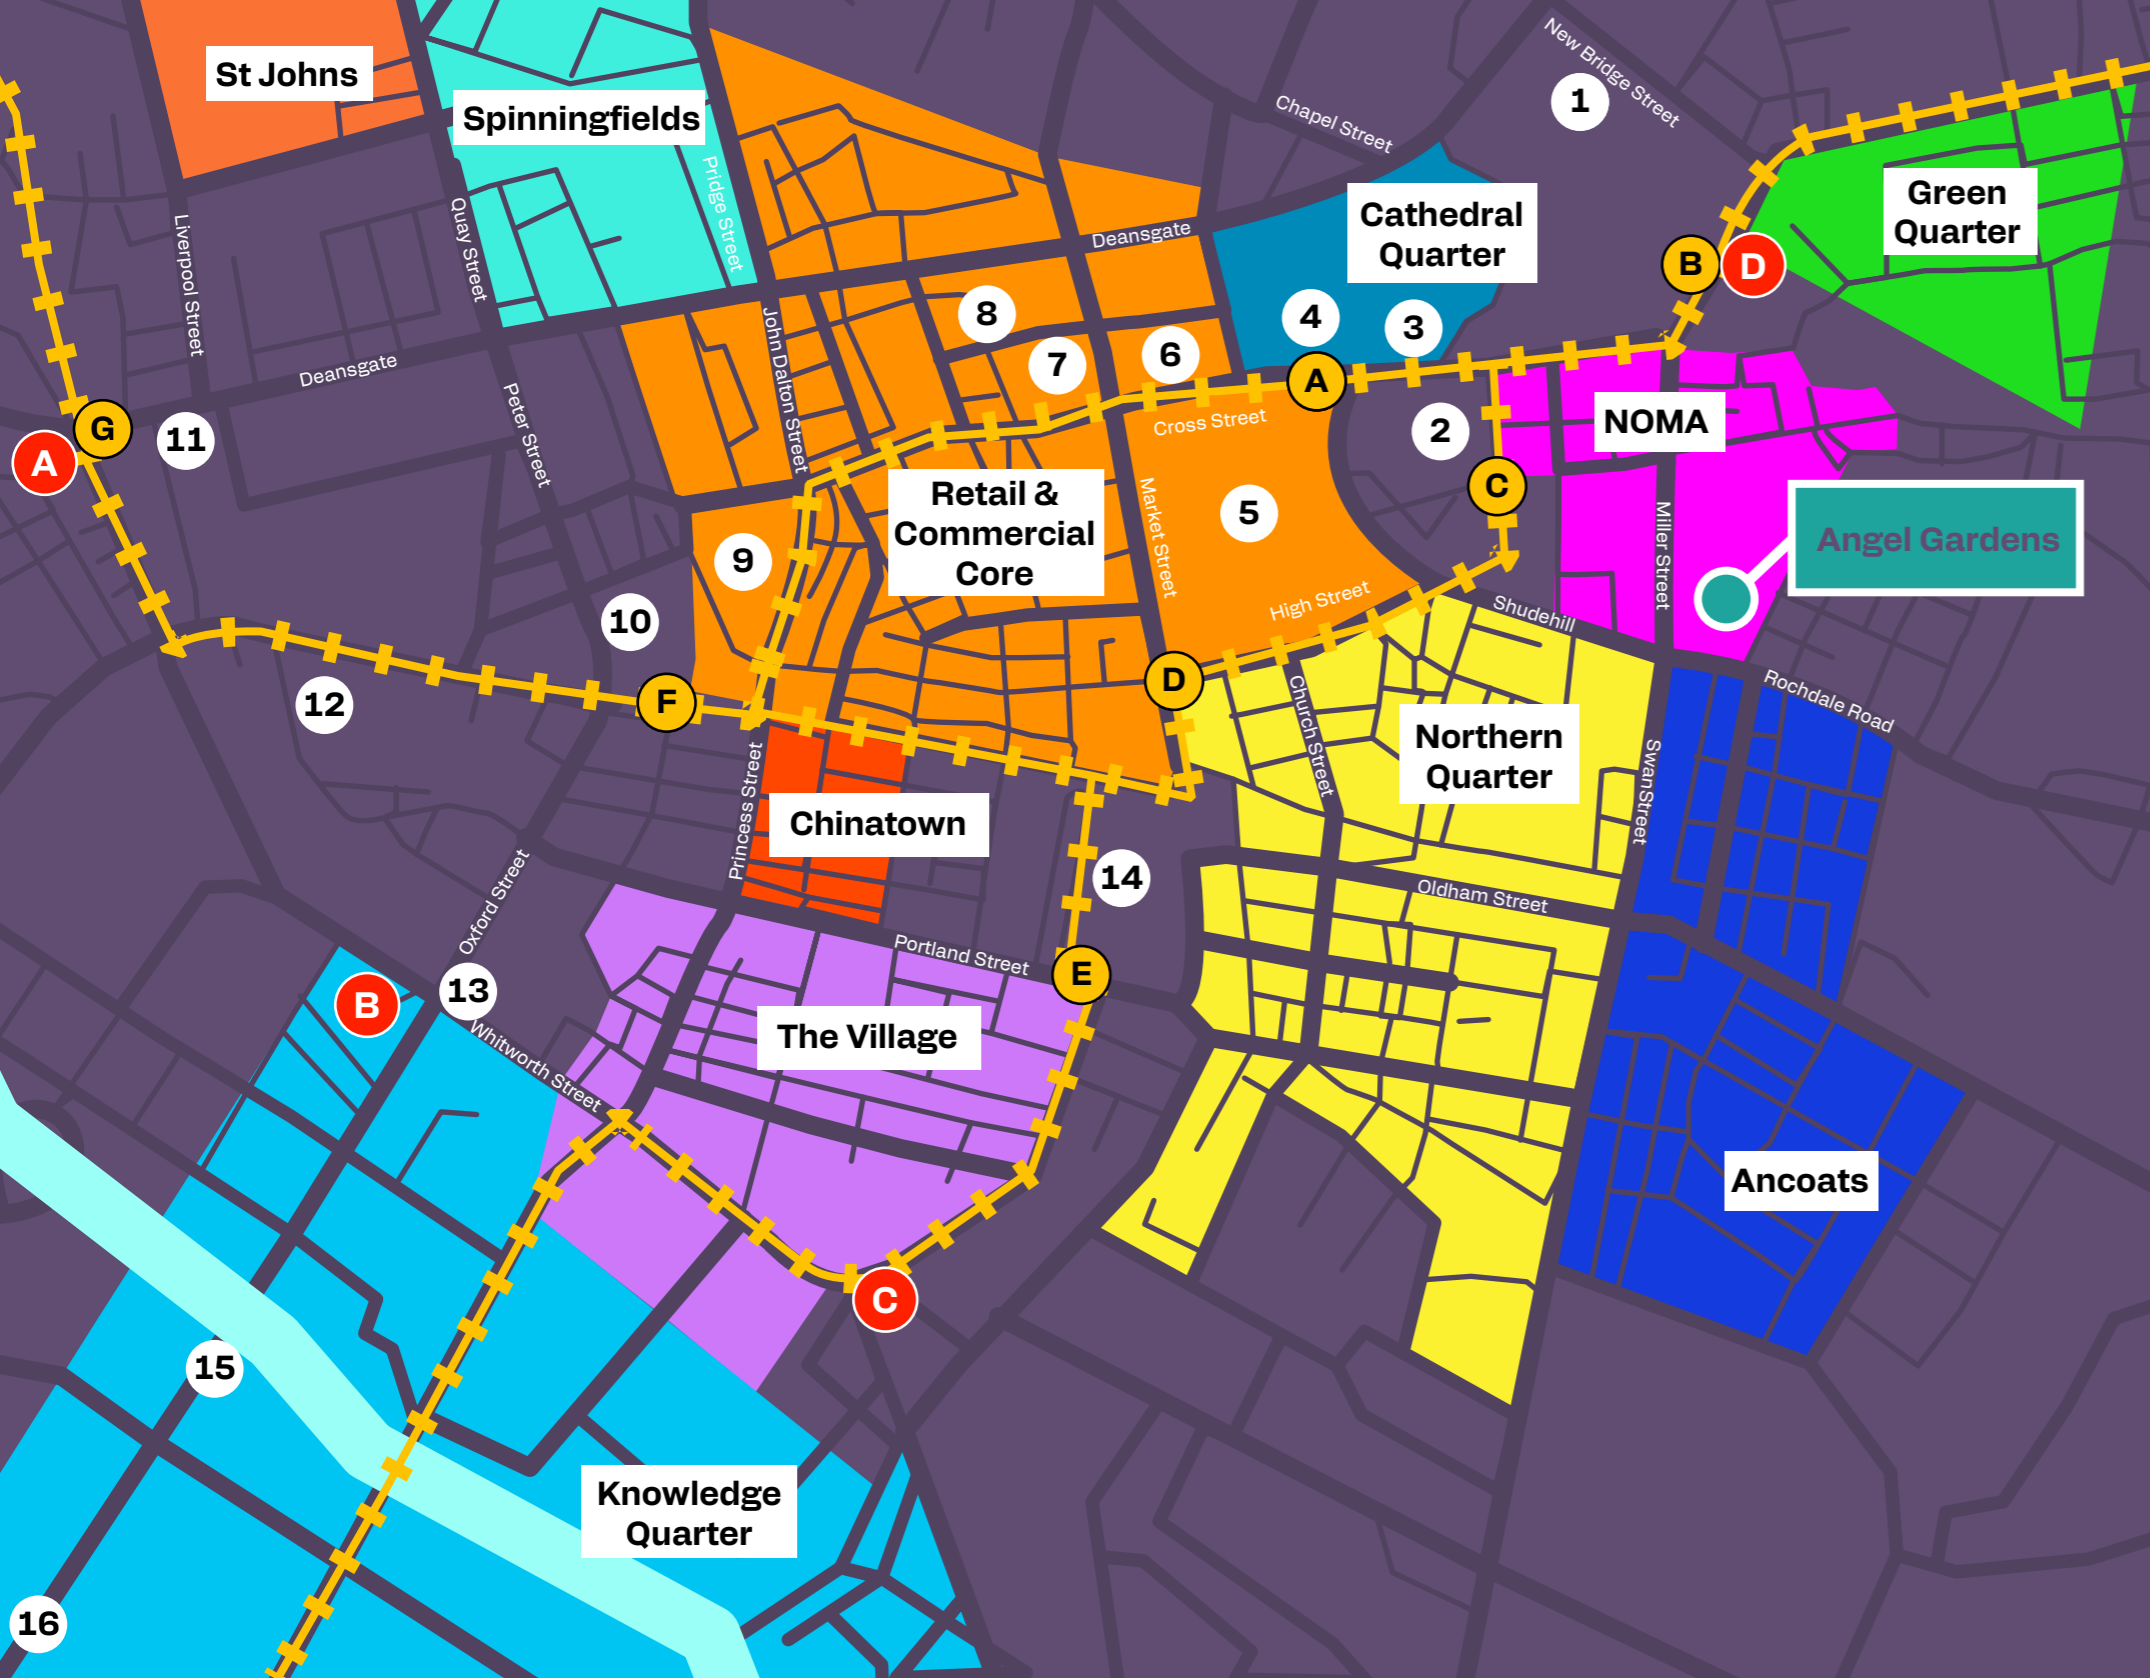 St Johns
Spinningfields
New Bridge Street
1
Chapel Street
Pridge Street
Cathedral
Quarter
Green
Quarter
Liverpool Street
Quay Street
Deansgate
B
D
8
4
3
John Dalton Street
7
6
Deansgate
A
Peter Street
Cross Street
2
NOMA
G
11
A
C
Retail &
Commercial
Core
Market Street
5
Miller Street
Angel Gardens
9
10
High Street
Shudehill
D
12
F
Church Street
Rochdale Road
Northern
Quarter
Swan Street
Princess Street
Chinatown
14
Oxford Street
Oldham Street
Portland Street
E
B
13
The Village
Whitworth Street
Ancoats
C
15
Knowledge
Quarter
16